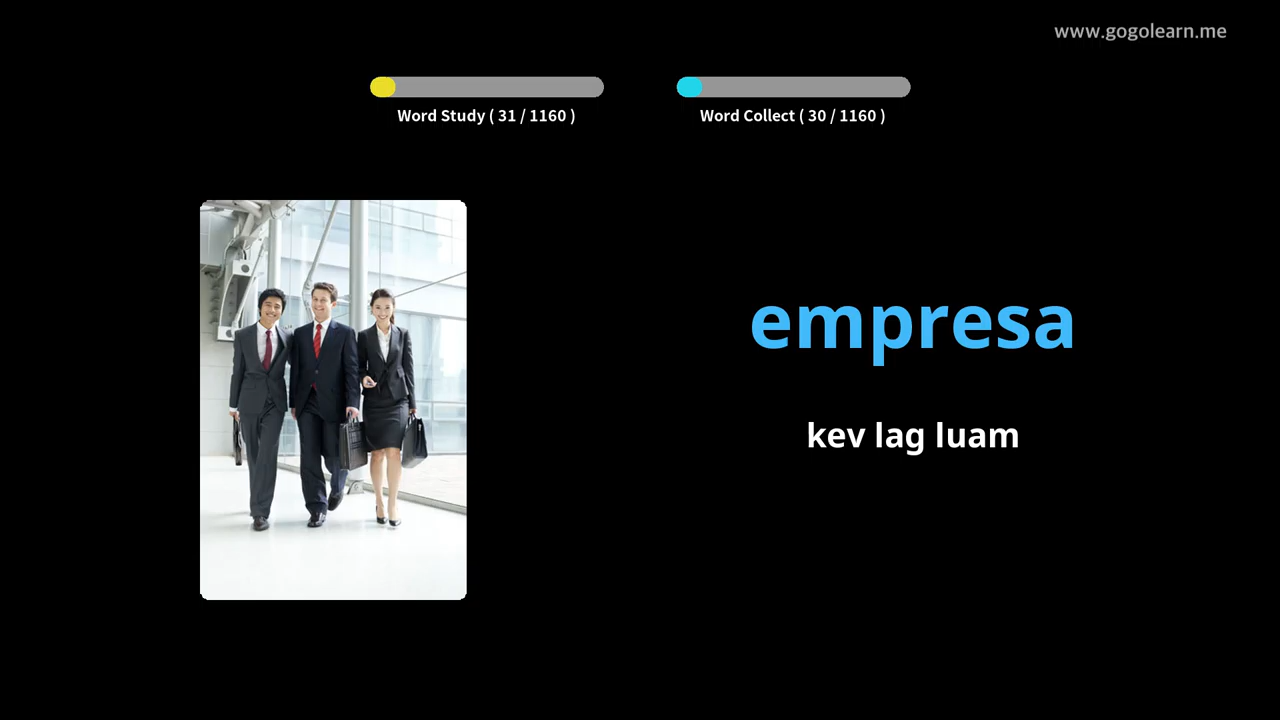 www.gogolearn.me
Word Study ( 31 / 1160 )
Word Collect ( 30 / 1160 )
empresa
kev lag luam